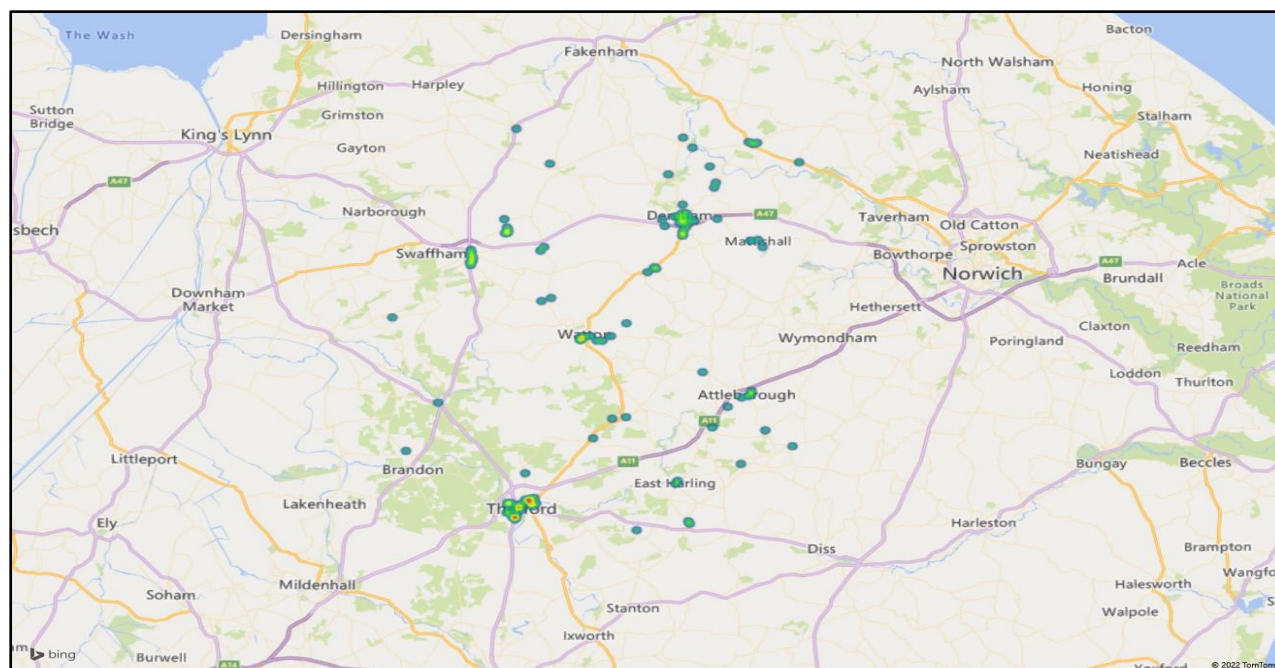 The Wash
Dersingham
Bacton
Fakenham
North Walsham
Hillington
Harpley
Aylsham
Honing
Sutton
Bridge
Grimston
Stalham
King's Lynn
Gayton
Neatishead
A47
Narborough
A47
Taverham
Old Catton
sbech
Mattishall
Sprowston
Swaffham
Bowthorpe
Norwich
A47
Acle
Brundall
Downham
Market
Hethersett
Broads
National
Park
Watton
Wymondham
Claxton
Poringland
Reedham
Loddon
Thurlton
Attleborough
A11
Littleport
Brandon
A11
Bungay
Beccles
East Harling
Lakenheath
Ely
Harleston
Diss
Brampton
Mildenhall
Halesworth
Wangfo
Soham
Stanton
Walpole
S
Ixworth
am
bing
Burwell
A14
Yoxford
© 2022 TomTom